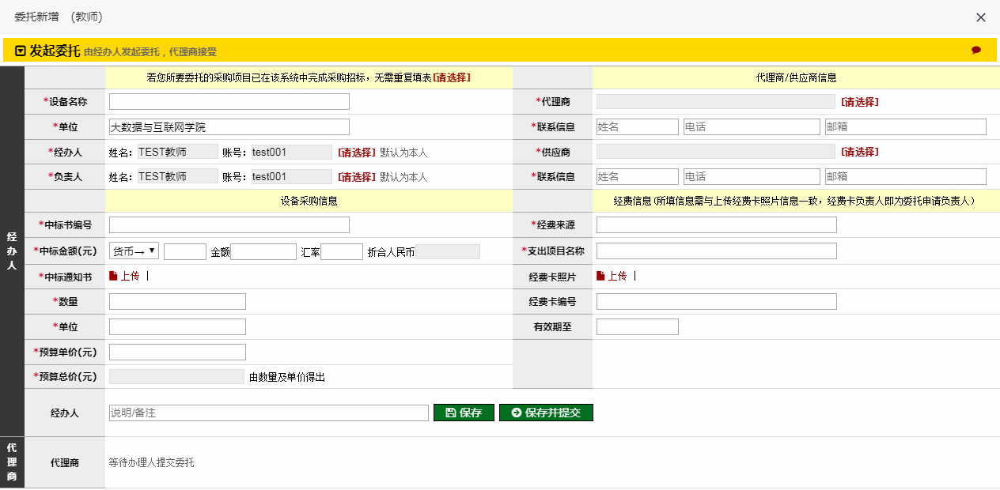 委托新增 (教师)
发起委托 由经办人发起委托，代理商接受
若您所要委托的采购项目已在该系统中完成采购招标，无需重复填表[请选择]
代理商/供应商信息
*设备名称
*代理商 [请选择]
*单位 大数据与互联网学院
*联系信息 姓名 电话 邮箱
*经办人 姓名: TEST教师 账号: test001 [请选择] 默认为本人
*供应商 [请选择]
*负责人 姓名: TEST教师 账号: test001 [请选择] 默认为本人
*联系信息 姓名 电话 邮箱
设备采购信息
经费信息(所填信息需与上传经费卡照片信息一致，经费卡负责人即为委托申请负责人)
经办人
*中标书编号
*经费来源
*中标金额(元) 货币→ 金额 汇率 折合人民币
*支出项目名称
*中标通知书 上传 |
经费卡照片 上传 |
*数量
经费卡编号
*单位
有效期至
*预算单价(元)
*预算总价(元) 由数量及单价得出
经办人 说明/备注 保存 保存并提交
代理商
代理商 等待办理人提交委托